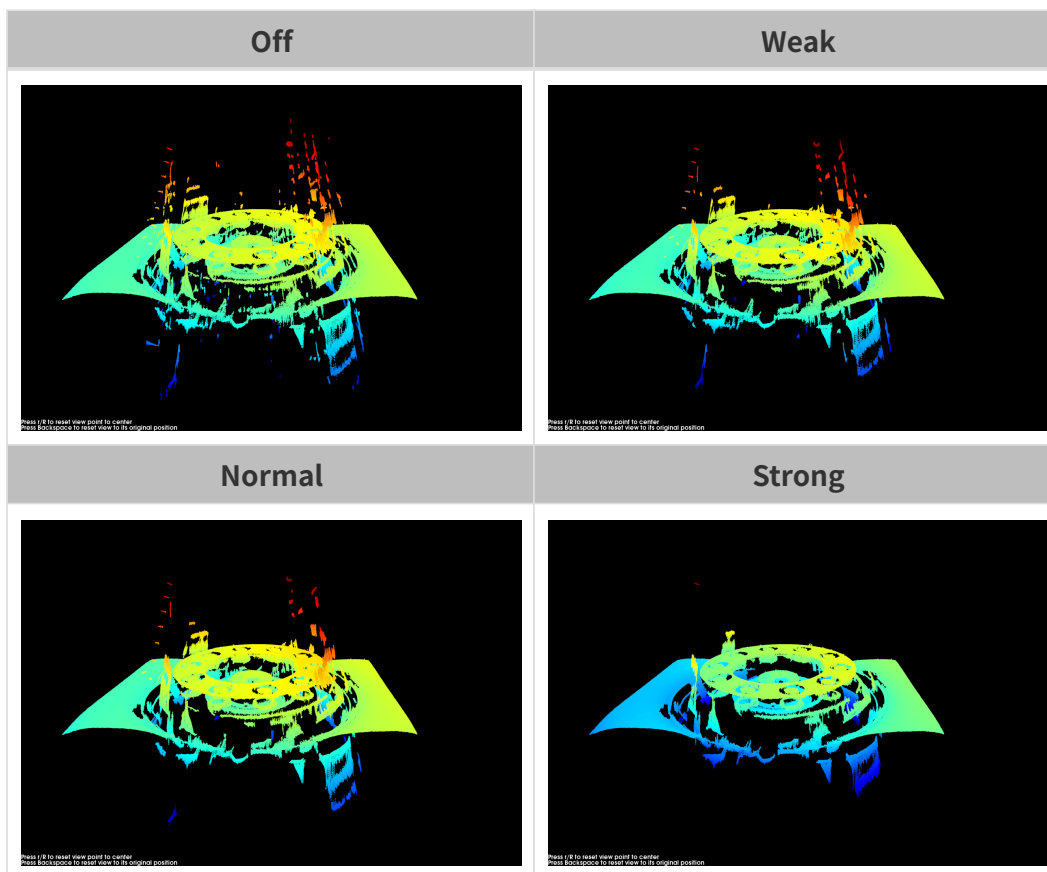 Off
Weak
Press r/R to reset view point to center
Press Backspace to reset view to its original position
Press r/R to reset view point to center
Press Backspace to reset view to its original position
Normal
Strong
Press r/R to reset view point to center
Press Backspace to reset view to its original position
Press r/R to reset view point to center
Press Backspace to reset view to its original position